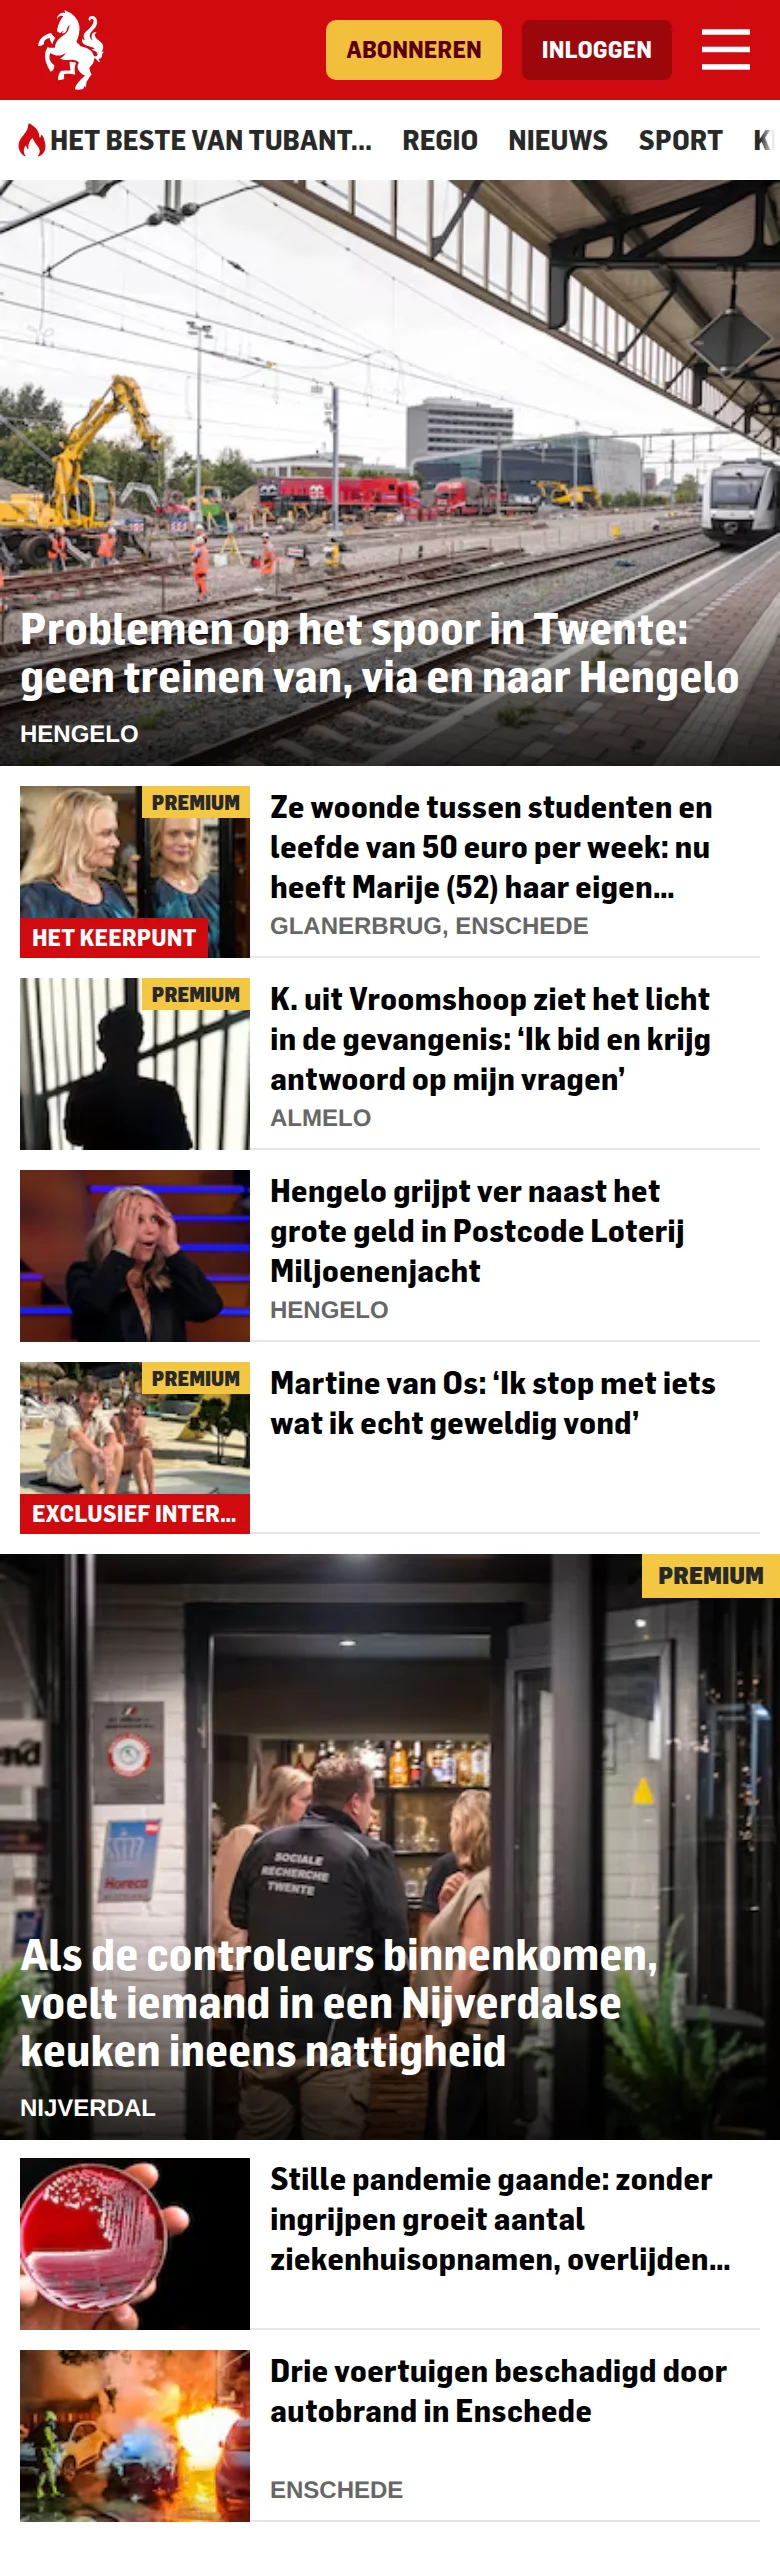 ABONNEREN
INLOGGEN
HET BESTE VAN TUBANT...
REGIO
NIEUWS
SPORT
Problemen op het spoor in Twente:
geen treinen van, via en naar Hengelo
HENGELO
PREMIUM
HET KEERPUNT
Ze woonde tussen studenten en
leefde van 50 euro per week: nu
heeft Marije (52) haar eigen...
GLANERBRUG, ENSCHEDE
PREMIUM
K. uit Vroomshoop ziet het licht
in de gevangenis: ‘Ik bid en krijg
antwoord op mijn vragen’
ALMELO
Hengelo grijpt ver naast het
grote geld in Postcode Loterij
Miljoenenjacht
HENGELO
PREMIUM
EXCLUSIEF INTER...
Martine van Os: ‘Ik stop met iets
wat ik echt geweldig vond’
PREMIUM
Horeca
SOCIALE
RECHERCHE
TWENTE
Als de controleurs binnenkomen,
voelt iemand in een Nijverdalse
keuken ineens nattigheid
NIJVERDAL
Stille pandemie gaande: zonder
ingrijpen groeit aantal
ziekenhuisopnamen, overlijden...
Drie voertuigen beschadigd door
autobrand in Enschede
ENSCHEDE